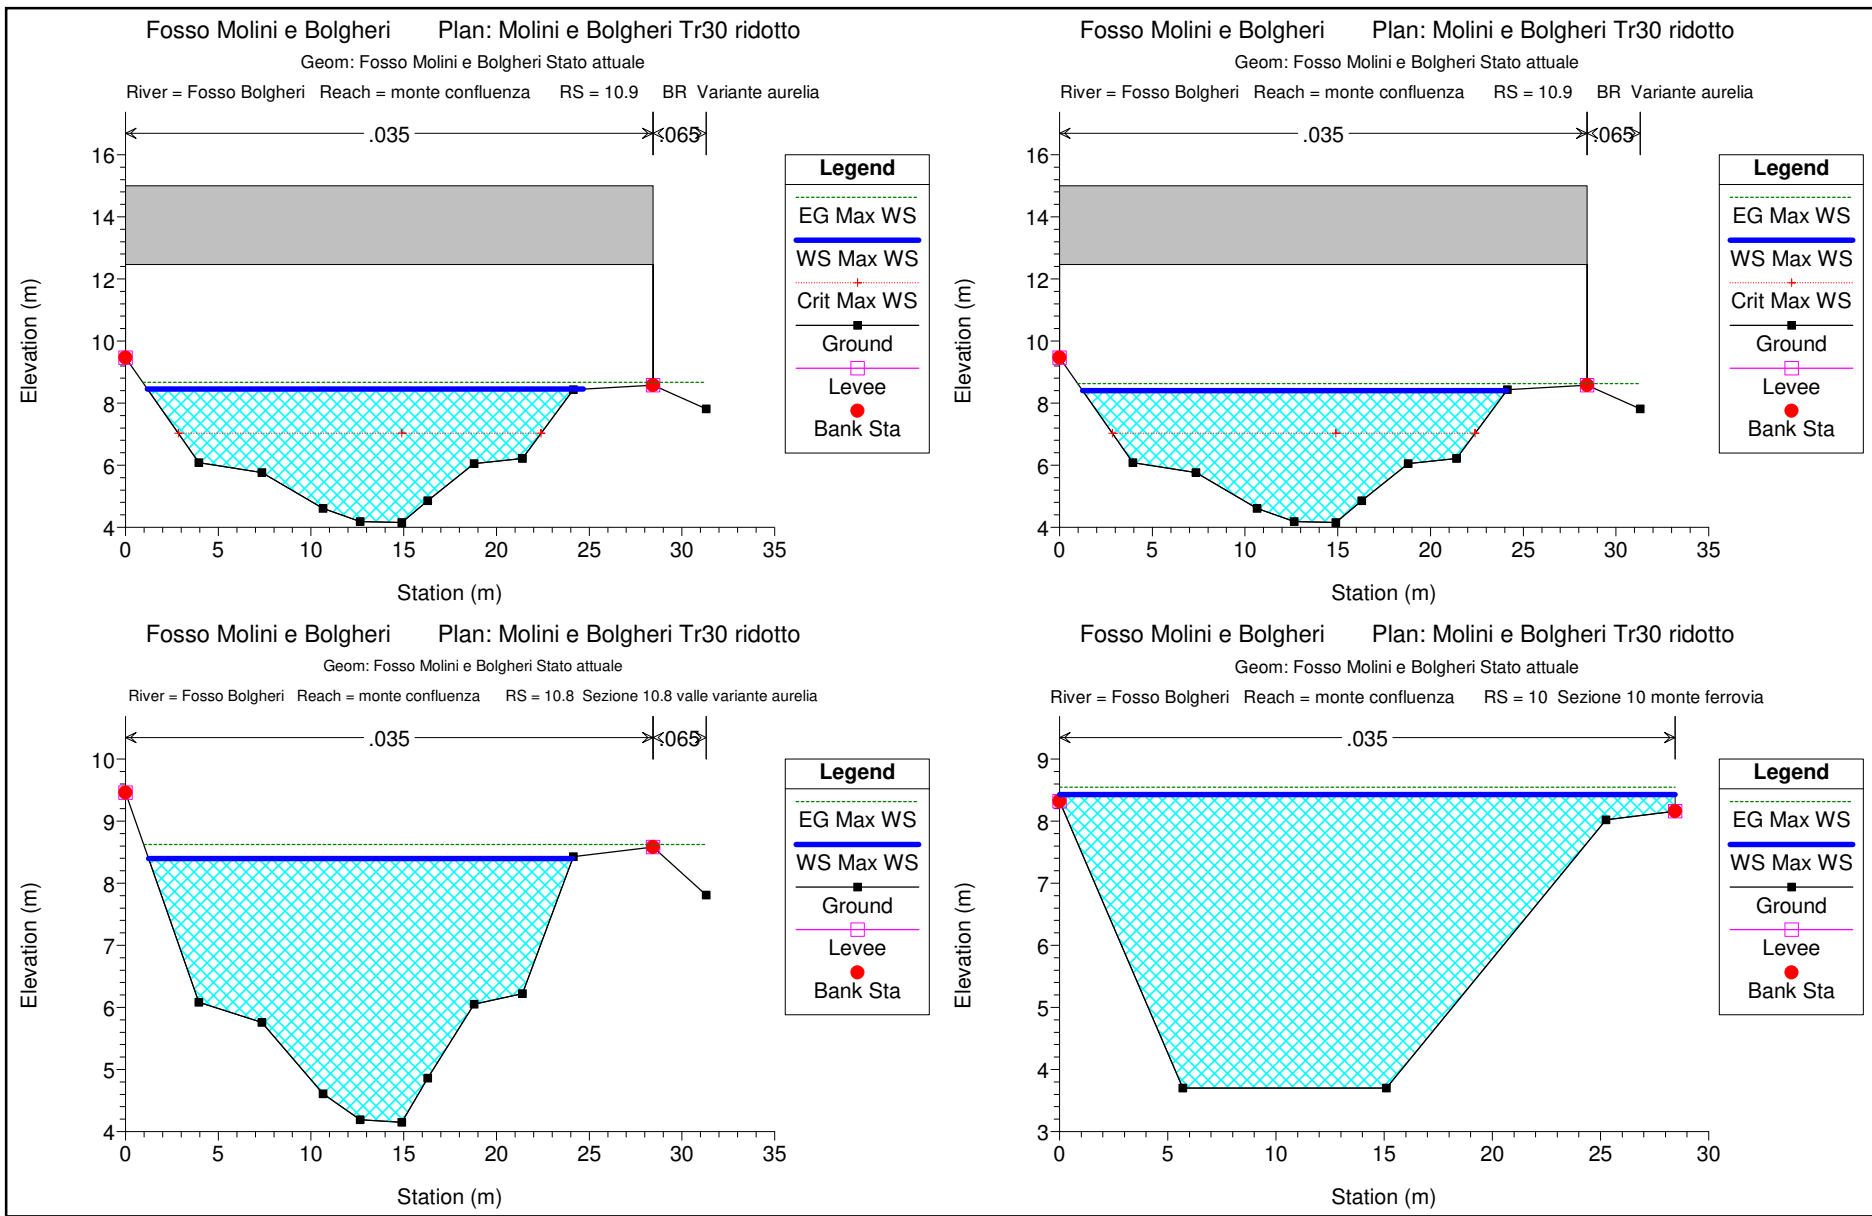 Fosso Molini e Bolgheri Plan: Molini e Bolgheri Tr30 ridotto
Geom: Fosso Molini e Bolgheri Stato attuale
River = Fosso Bolgheri Reach = monte confluenza RS = 10.9 BR Variante aurelia
.035
.065
16
14
12
10
8
6
4
Elevation (m)
0 5 10 15 20 25 30 35
Station (m)
Legend
EG Max WS
WS Max WS
Crit Max WS
Ground
Levee
Bank Sta
Fosso Molini e Bolgheri Plan: Molini e Bolgheri Tr30 ridotto
Geom: Fosso Molini e Bolgheri Stato attuale
River = Fosso Bolgheri Reach = monte confluenza RS = 10.9 BR Variante aurelia
.035
.065
16
14
12
10
8
6
4
Elevation (m)
0 5 10 15 20 25 30 35
Station (m)
Legend
EG Max WS
WS Max WS
Crit Max WS
Ground
Levee
Bank Sta
Fosso Molini e Bolgheri Plan: Molini e Bolgheri Tr30 ridotto
Geom: Fosso Molini e Bolgheri Stato attuale
River = Fosso Bolgheri Reach = monte confluenza RS = 10.8 Sezione 10.8 valle variante aurelia
.035
.065
10
9
8
7
6
5
4
Elevation (m)
0 5 10 15 20 25 30 35
Station (m)
Legend
EG Max WS
WS Max WS
Ground
Levee
Bank Sta
Fosso Molini e Bolgheri Plan: Molini e Bolgheri Tr30 ridotto
Geom: Fosso Molini e Bolgheri Stato attuale
River = Fosso Bolgheri Reach = monte confluenza RS = 10 Sezione 10 monte ferrovia
.035
9
8
7
6
5
4
3
Elevation (m)
0 5 10 15 20 25 30
Station (m)
Legend
EG Max WS
WS Max WS
Ground
Levee
Bank Sta